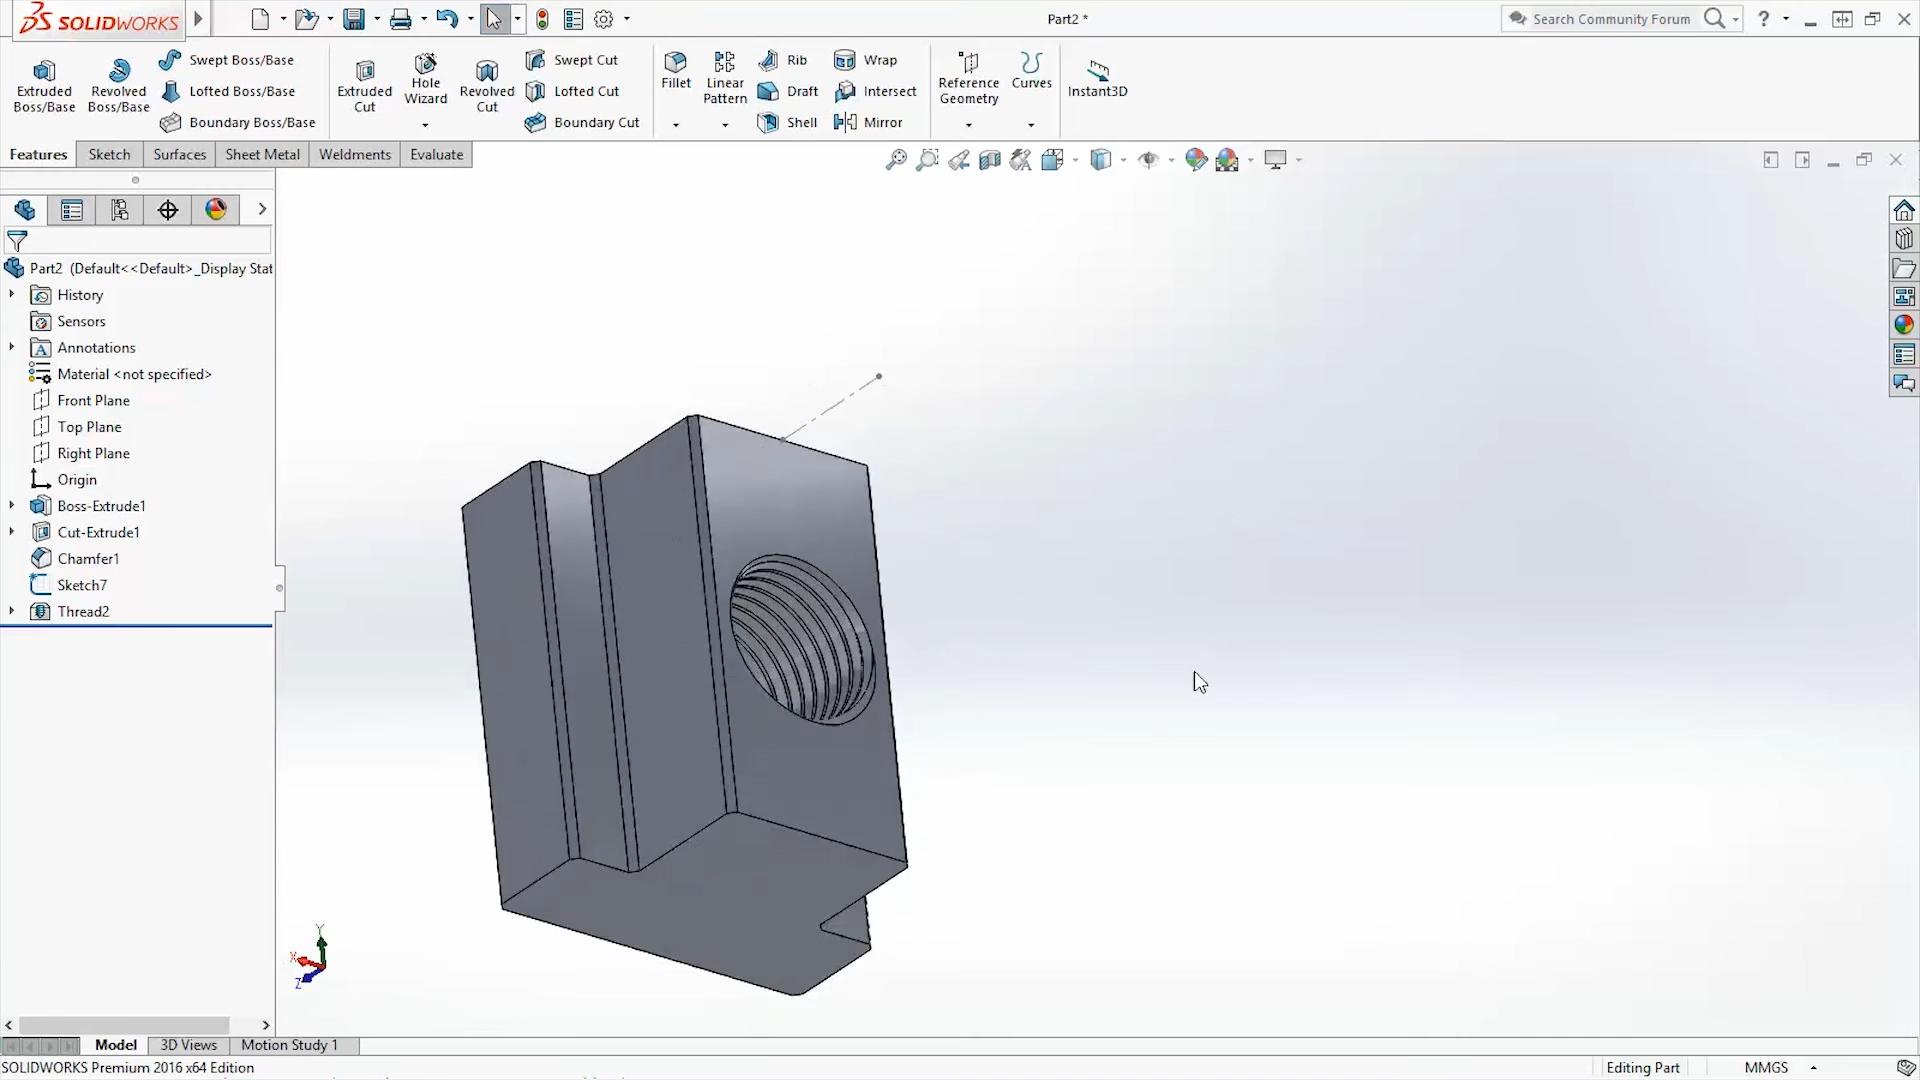 SOLIDWORKS
Part2 *
Search Community Forum
?
Extruded Boss/Base
Revolved Boss/Base
Swept Boss/Base
Lofted Boss/Base
Boundary Boss/Base
Extruded Cut
Hole Wizard
Revolved Cut
Swept Cut
Lofted Cut
Boundary Cut
Fillet
Linear Pattern
Rib
Draft
Shell
Wrap
Intersect
Mirror
Reference Geometry
Curves
Instant3D
Features
Sketch
Surfaces
Sheet Metal
Weldments
Evaluate
Part2 (Default<<Default>_Display Stat
History
Sensors
Annotations
Material <not specified>
Front Plane
Top Plane
Right Plane
Origin
Boss-Extrude1
Cut-Extrude1
Chamfer1
Sketch7
Thread2
Y
X
Z
Model
3D Views
Motion Study 1
SOLIDWORKS Premium 2016 x64 Edition
Editing Part
MMGS